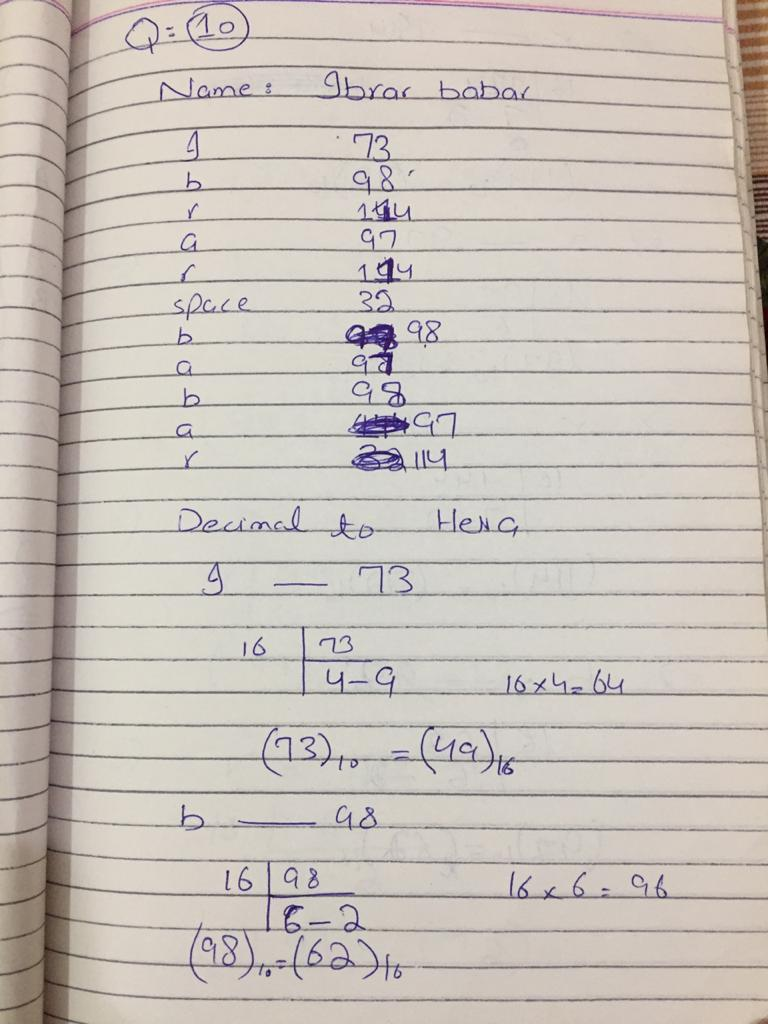 Q=10
Name: Ibrar babar
I 73
b 98
r 114
a 97
r 114
space 32
b 98
a 97
b 98
a 97
r 114
Decimal to Hexa
I — 73
16 | 73
4-9 16×4=64
(73)10 = (49)16
b — 98
16 | 98 16×6=96
6-2
(98)10=(62)16